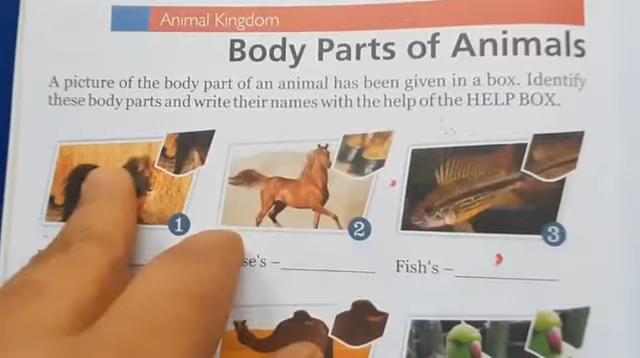 Animal Kingdom
Body Parts of Animals
A picture of the body part of an animal has been given in a box. Identify
these body parts and write their names with the help of the HELP BOX.
1
2
3
se's –
Fish's –